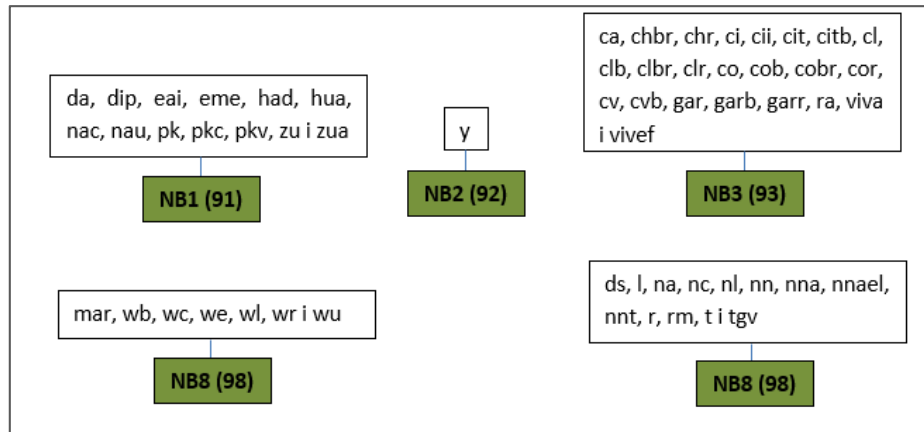 da, dip, eai, eme, had, hua,
nac, nau, pk, pkc, pkv, zu i zua
NB1 (91)
y
NB2 (92)
ca, chbr, chr, ci, cii, cit, citb, cl,
clb, clbr, clr, co, cob, cobr, cor,
cv, cvb, gar, garb, garr, ra, viva
i vivef
NB3 (93)
mar, wb, wc, we, wl, wr i wu
NB8 (98)
ds, l, na, nc, nl, nn, nna, nnael,
nnt, r, rm, t i tgv
NB8 (98)